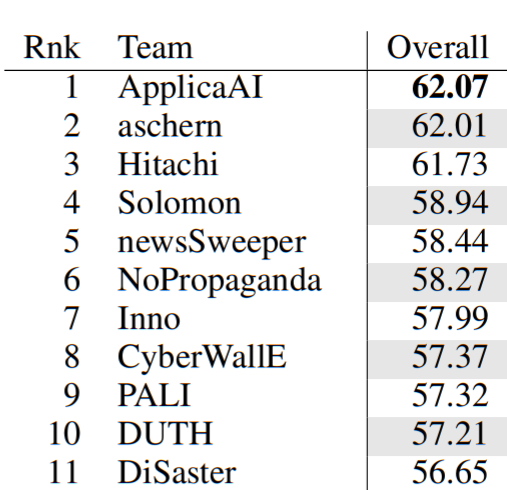 Rnk Team Overall
1 ApplicaAI 62.07
2 aschern 62.01
3 Hitachi 61.73
4 Solomon 58.94
5 newsSweeper 58.44
6 NoPropaganda 58.27
7 Inno 57.99
8 CyberWallE 57.37
9 PALI 57.32
10 DUTH 57.21
11 DiSaster 56.65